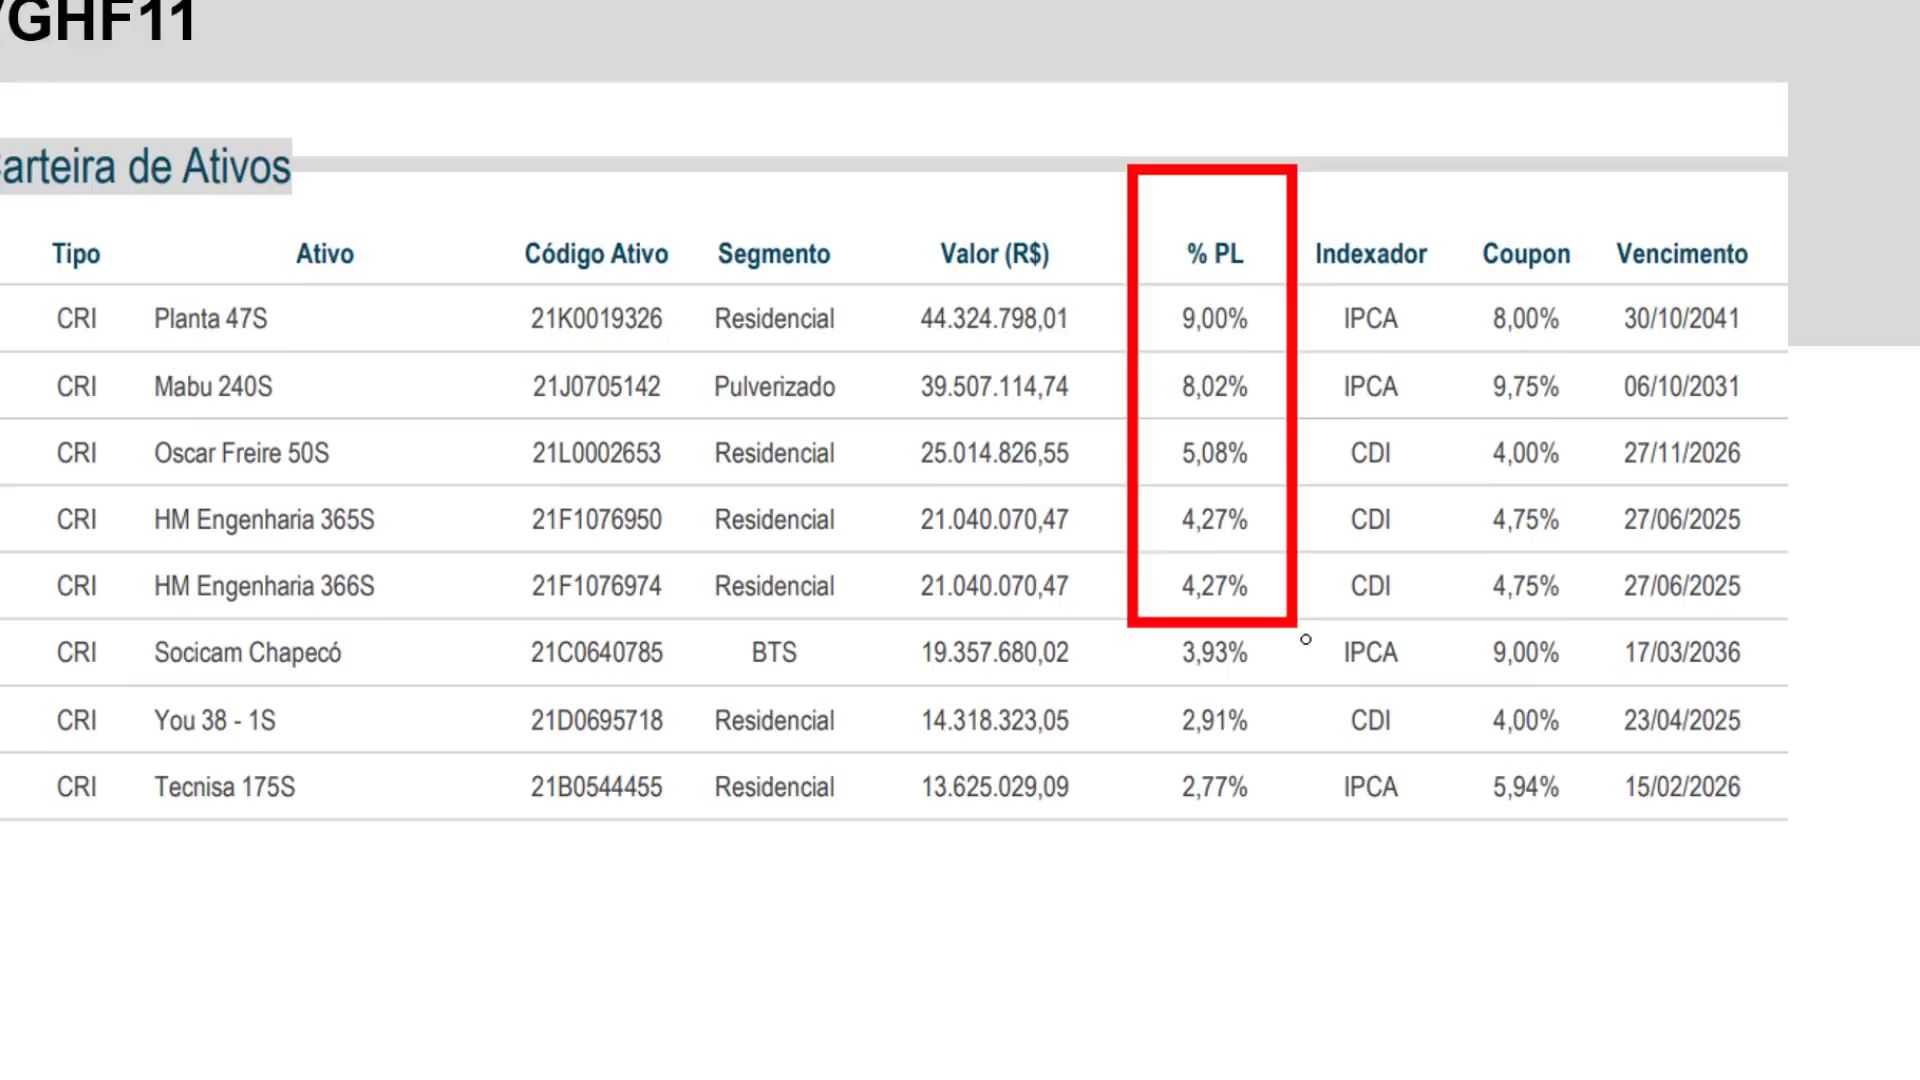 VGHF11
Carteira de Ativos
Tipo Ativo Código Ativo Segmento Valor (R$) % PL Indexador Coupon Vencimento
CRI Planta 47S 21K0019326 Residencial 44.324.798,01 9,00% IPCA 8,00% 30/10/2041
CRI Mabu 240S 21J0705142 Pulverizado 39.507.114,74 8,02% IPCA 9,75% 06/10/2031
CRI Oscar Freire 50S 21L0002653 Residencial 25.014.826,55 5,08% CDI 4,00% 27/11/2026
CRI HM Engenharia 365S 21F1076950 Residencial 21.040.070,47 4,27% CDI 4,75% 27/06/2025
CRI HM Engenharia 366S 21F1076974 Residencial 21.040.070,47 4,27% CDI 4,75% 27/06/2025
CRI Socicam Chapecó 21C0640785 BTS 19.357.680,02 3,93% IPCA 9,00% 17/03/2036
CRI You 38 - 1S 21D0695718 Residencial 14.318.323,05 2,91% CDI 4,00% 23/04/2025
CRI Tecnisa 175S 21B0544455 Residencial 13.625.029,09 2,77% IPCA 5,94% 15/02/2026